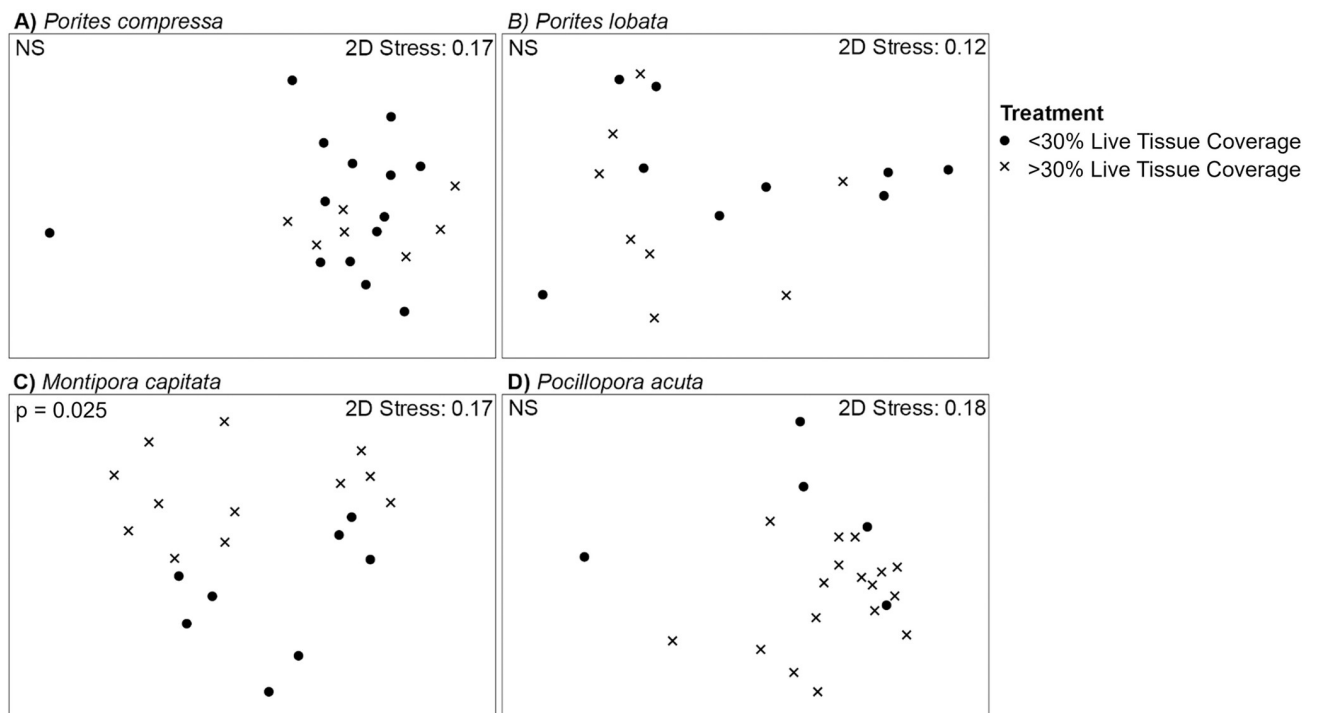 A) Porites compressa
NS
2D Stress: 0.17
B) Porites lobata
NS
2D Stress: 0.12
Treatment
<30% Live Tissue Coverage
>30% Live Tissue Coverage
C) Montipora capitata
p = 0.025
2D Stress: 0.17
D) Pocillopora acuta
NS
2D Stress: 0.18